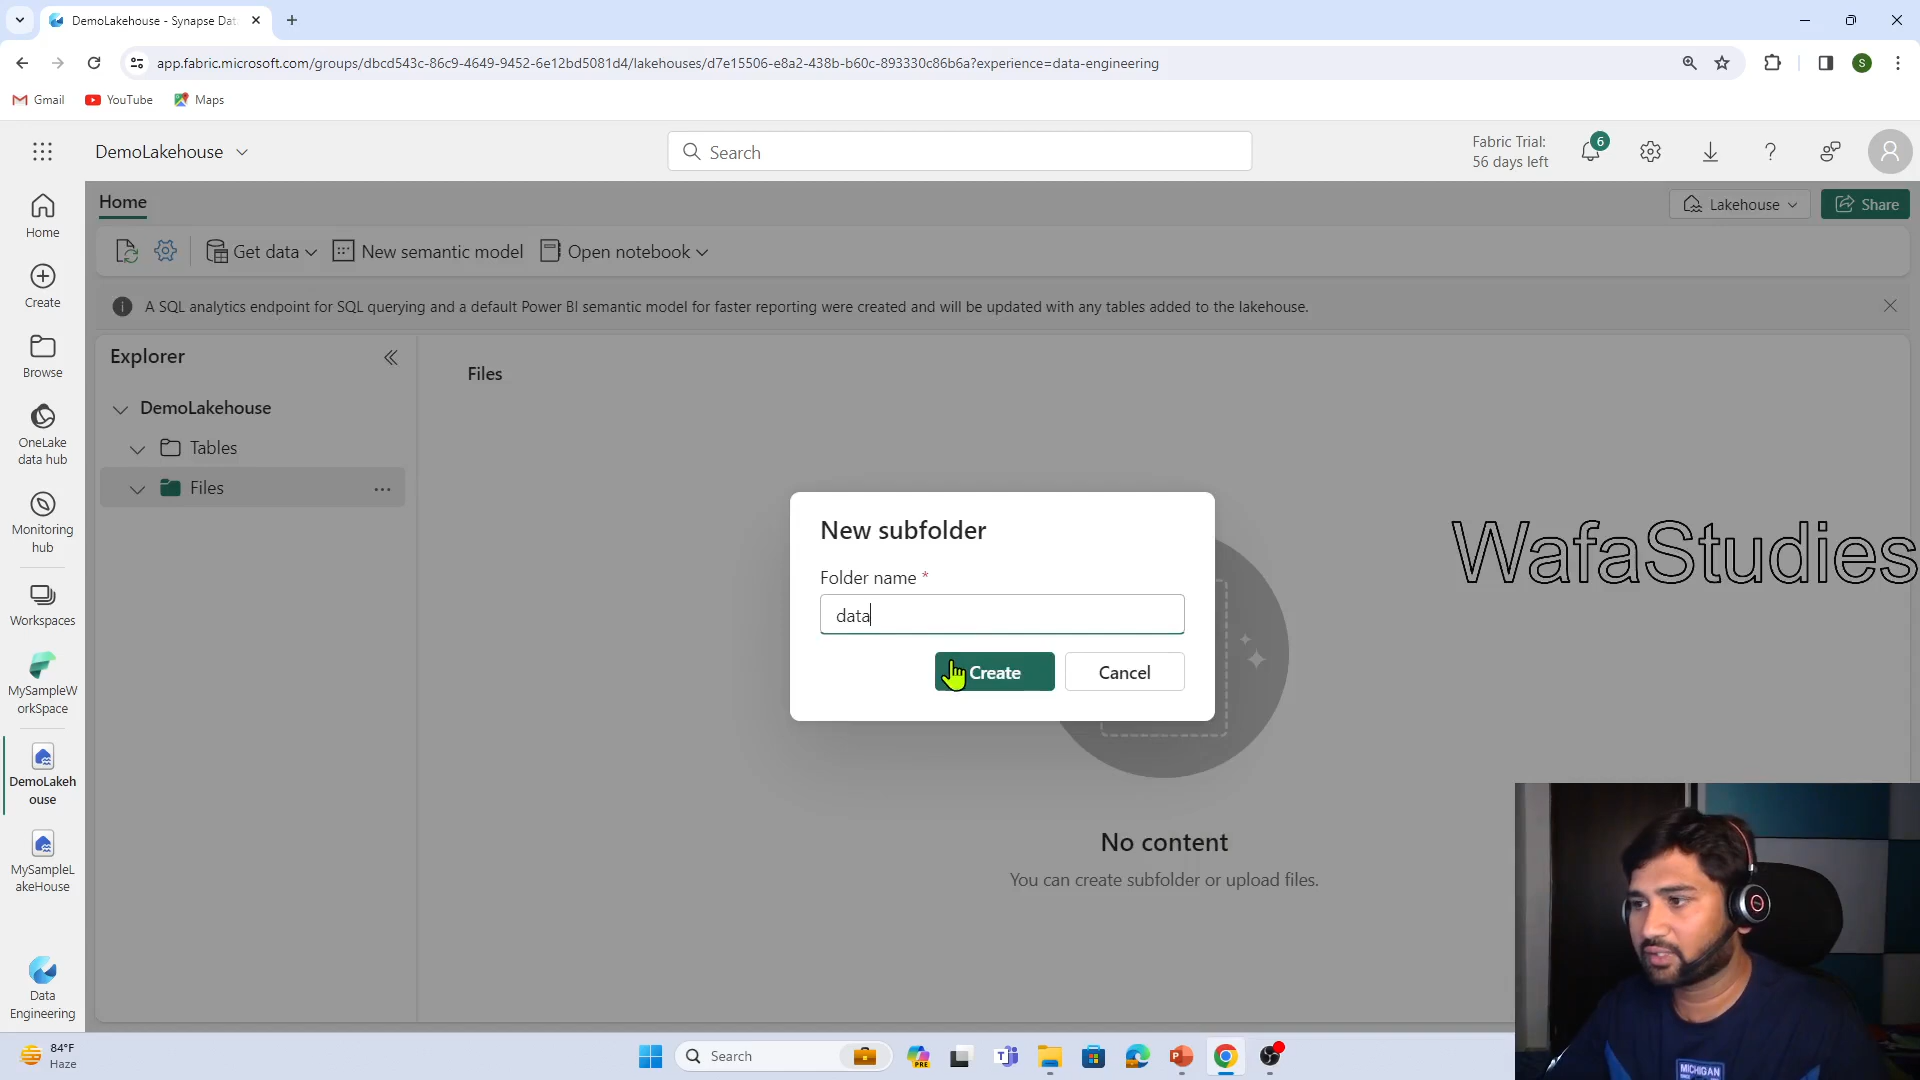 DemoLakehouse - Synapse Dat
app.fabric.microsoft.com/groups/dbcd543c-86c9-4649-9452-6e12bd5081d4/lakehouses/d7e15506-e8a2-438b-b60c-893330c86b6a?experience=data-engineering
S
Gmail
YouTube
Maps
DemoLakehouse
Search
Fabric Trial:
56 days left
6
Home
Lakehouse
Share
Get data
New semantic model
Open notebook
A SQL analytics endpoint for SQL querying and a default Power BI semantic model for faster reporting were created and will be updated with any tables added to the lakehouse.
Home
Create
Browse
OneLake
data hub
Monitoring
hub
Workspaces
MySampleW
orkSpace
DemoLakeh
ouse
MySampleL
akeHouse
Data
Engineering
Explorer
DemoLakehouse
Tables
Files
Files
New subfolder
Folder name *
data
Create
Cancel
No content
You can create subfolder or upload files.
WafaStudies
MICHIGAN
84°F
Haze
Search
PRE